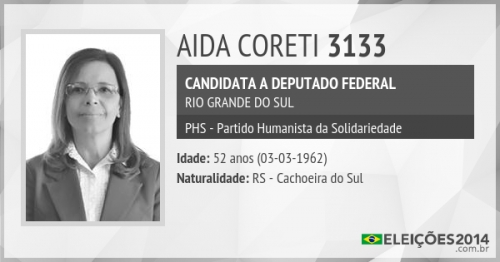 AIDA CORETI 3133
CANDIDATA A DEPUTADO FEDERAL
RIO GRANDE DO SUL
PHS - Partido Humanista da Solidariedade
Idade: 52 anos (03-03-1962)
Naturalidade: RS - Cachoeira do Sul
ELEIÇÕES2014
.com.br